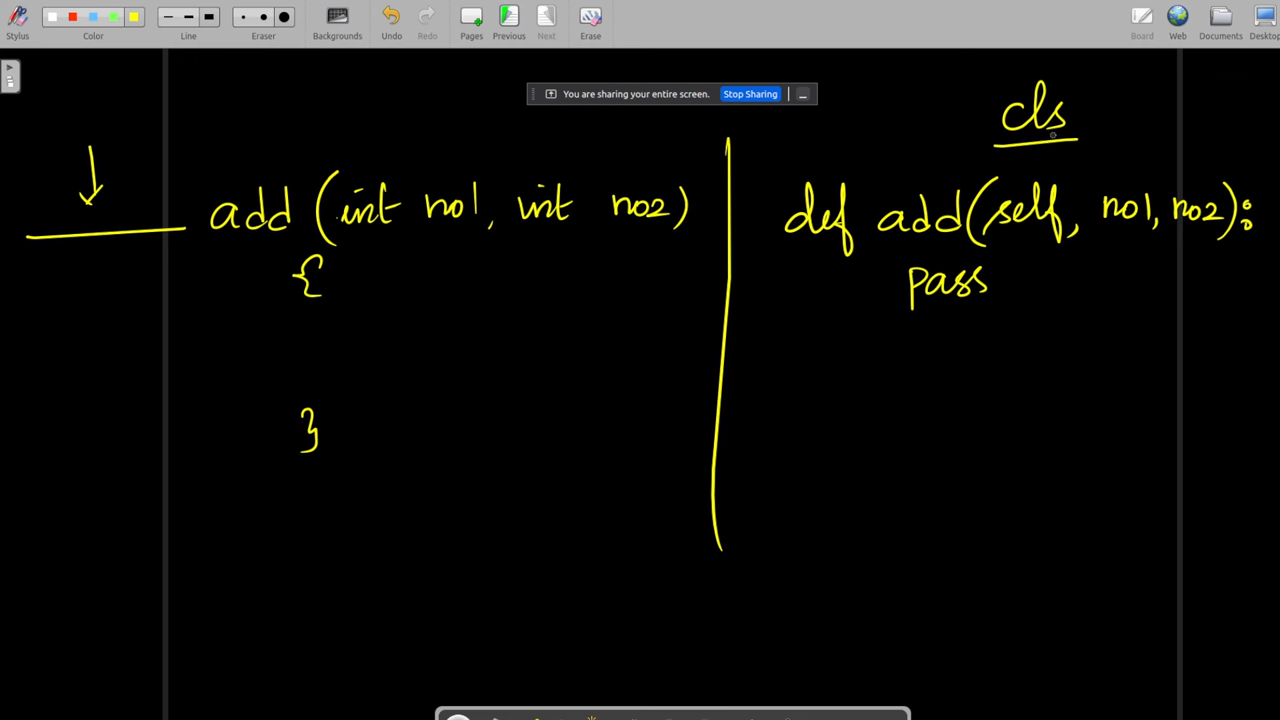 Stylus Color Line Eraser Backgrounds Undo Redo Pages Previous Next Erase Board Web Documents Desktop
You are sharing your entire screen. Stop Sharing
cls
add (int no1, int no2) def add(self, no1, no2):
{ pass
}